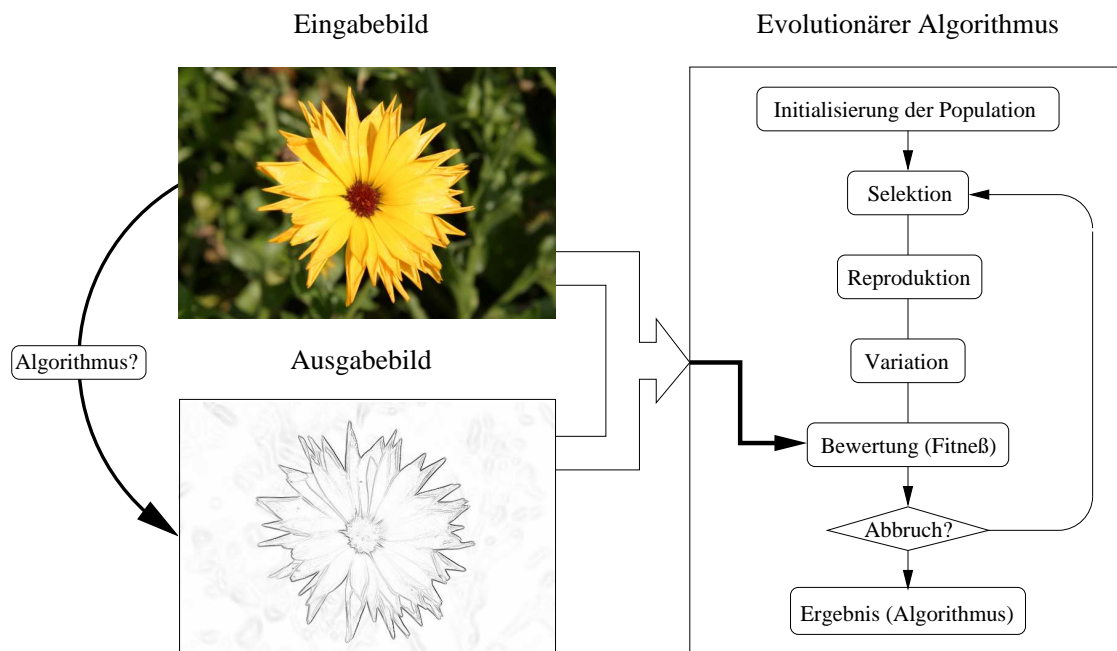 Eingabebild
Evolutionärer Algorithmus
Initialisierung der Population
Selektion
Reproduktion
Algorithmus?
Ausgabebild
Variation
Bewertung (Fitneß)
Abbruch?
Ergebnis (Algorithmus)